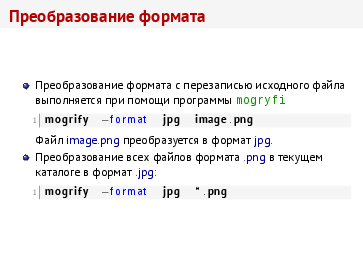 Преобразование формата
Преобразование формата с перезаписью исходного файла
выполняется при помощи программы mogryfi
1 mogrify –format jpg image.png
Файл image.png преобразуется в формат jpg.
Преобразование всех файлов формата .png в текущем
каталоге в формат .jpg:
1 mogrify –format jpg *.png